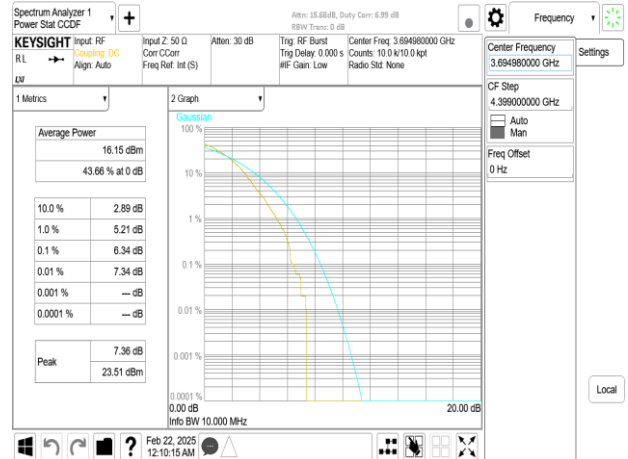 Spectrum Analyzer 1
Power Stat CCDF
+
Attn: 15.68dB, Duty Corr: 6.99 dB
RBW Trans: 0 dB
KEYSIGHT
RL
LXI
Input: RF
Coupling: DC
Align: Auto
Input Z: 50 Ω
Corr CCorr
Freq Ref: Int (S)
Atten: 30 dB
Trig: RF Burst
Trig Delay: 0.000 s
#IF Gain: Low
Center Freq: 3.694980000 GHz
Counts: 10.0 k/10.0 kpt
Radio Std: None
1 Metrics
Average Power
16.15 dBm
43.66 % at 0 dB
10.0 % 2.89 dB
1.0 % 5.21 dB
0.1 % 6.34 dB
0.01 % 7.34 dB
0.001 % --- dB
0.0001 % --- dB
Peak
7.36 dB
23.51 dBm
2 Graph
Gaussian
100 %
10 %
1 %
0.1 %
0.01 %
0.001 %
0.0001 %
0.00 dB 20.00 dB
Info BW 10.000 MHz
Frequency
Settings
Center Frequency
3.694980000 GHz
CF Step
4.399000000 GHz
Auto
Man
Freq Offset
0 Hz
Local
?
Feb 22, 2025
12:10:15 AM